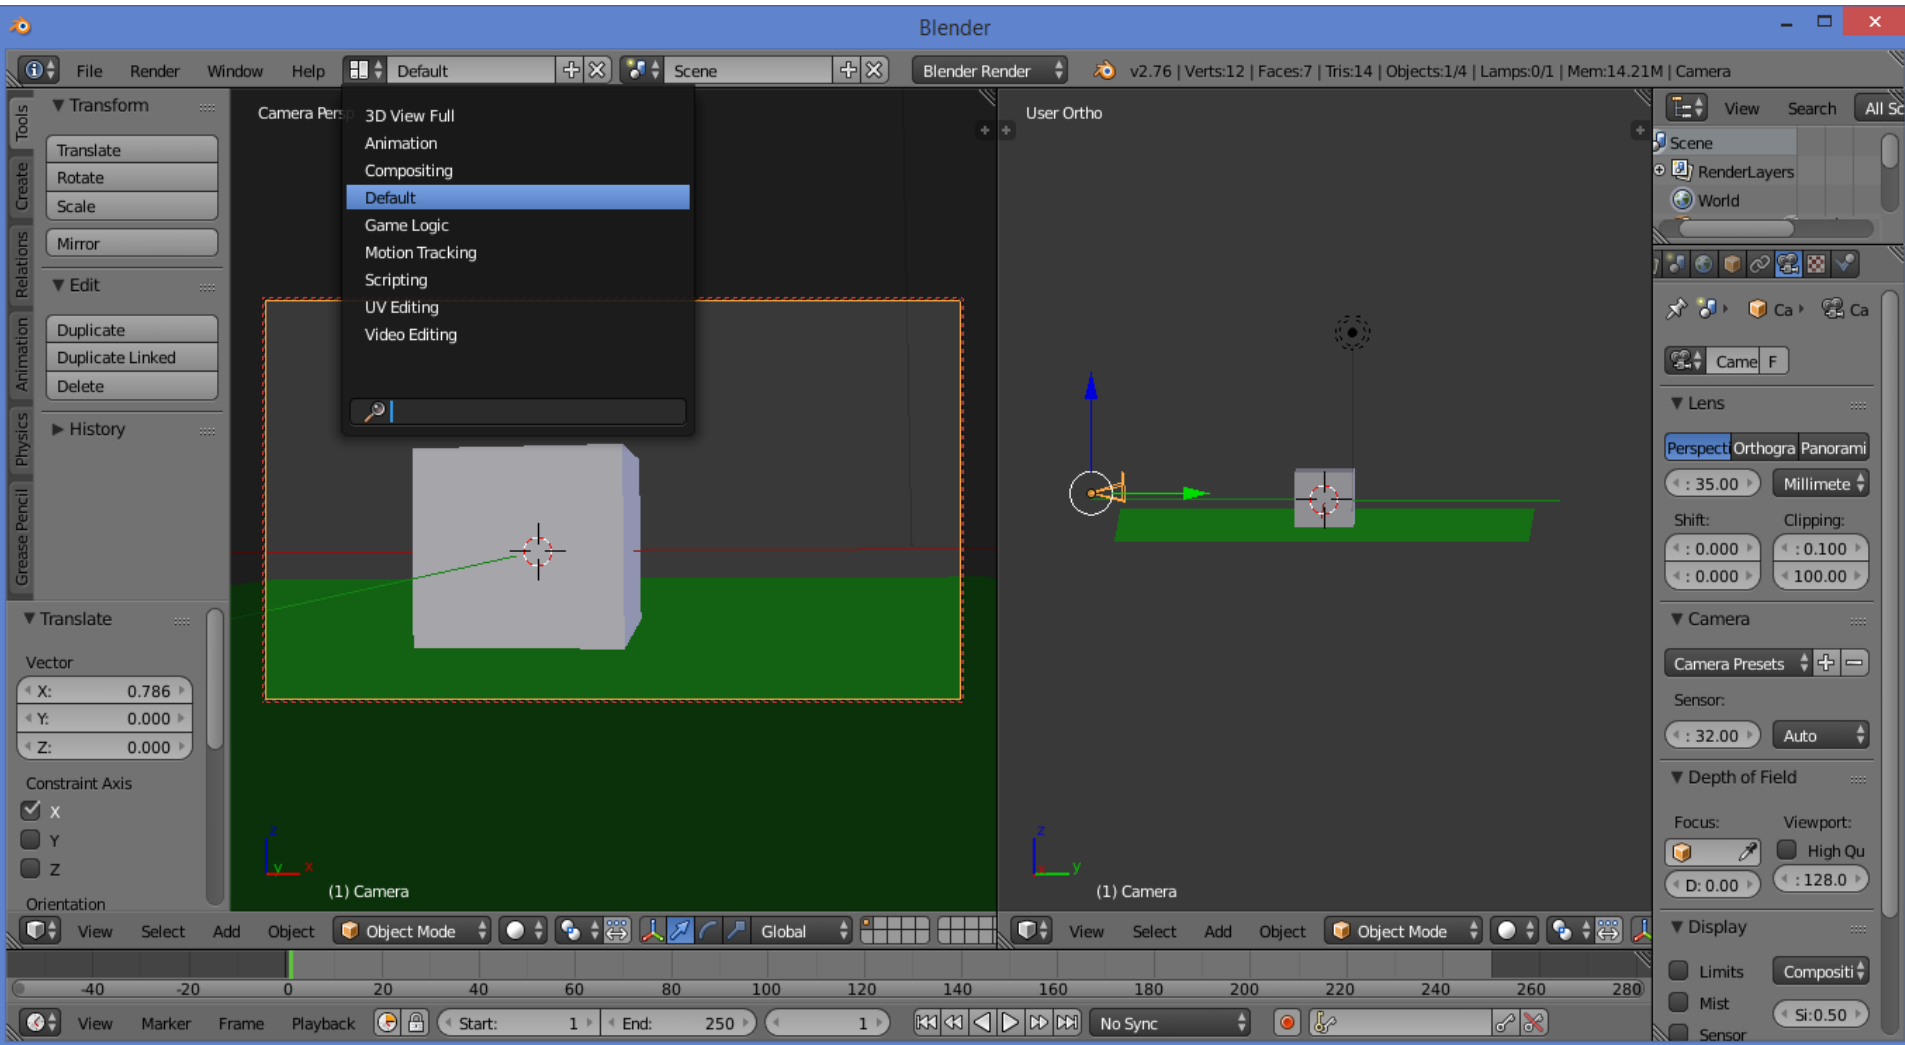 Blender
File Render Window Help Default Scene Blender Render v2.76 | Verts:12 | Faces:7 | Tris:14 | Objects:1/4 | Lamps:0/1 | Mem:14.21M | Camera
Tools
Create
Relations
Animation
Physics
Grease Pencil
Transform
Translate
Rotate
Scale
Mirror
Edit
Duplicate
Duplicate Linked
Delete
History
Translate
Vector
X: 0.786
Y: 0.000
Z: 0.000
Constraint Axis
X
Y
Z
Orientation
Camera Pers
3D View Full
Animation
Compositing
Default
Game Logic
Motion Tracking
Scripting
UV Editing
Video Editing
z
y x
(1) Camera
User Ortho
z
x y
(1) Camera
View Search All Sc
Scene
RenderLayers
World
Ca Ca
Came F
Lens
Perspecti Orthogra Panorami
: 35.00 Millimete
Shift: Clipping:
: 0.000 : 0.100
: 0.000 100.00
Camera
Camera Presets
Sensor:
: 32.00 Auto
Depth of Field
Focus: Viewport:
High Qu
D: 0.00 : 128.0
Display
Limits Compositi
Mist
Si:0.50
Sensor
View Select Add Object Object Mode Global
View Select Add Object Object Mode
-40 -20 0 20 40 60 80 100 120 140 160 180 200 220 240 260 280
View Marker Frame Playback Start: 1 End: 250 1 No Sync